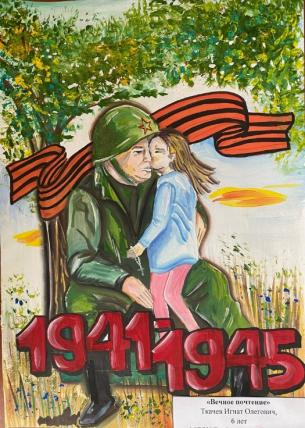 1941-1945
«Вечное почтение»
Ткачев Игнат Олегович,
6 лет